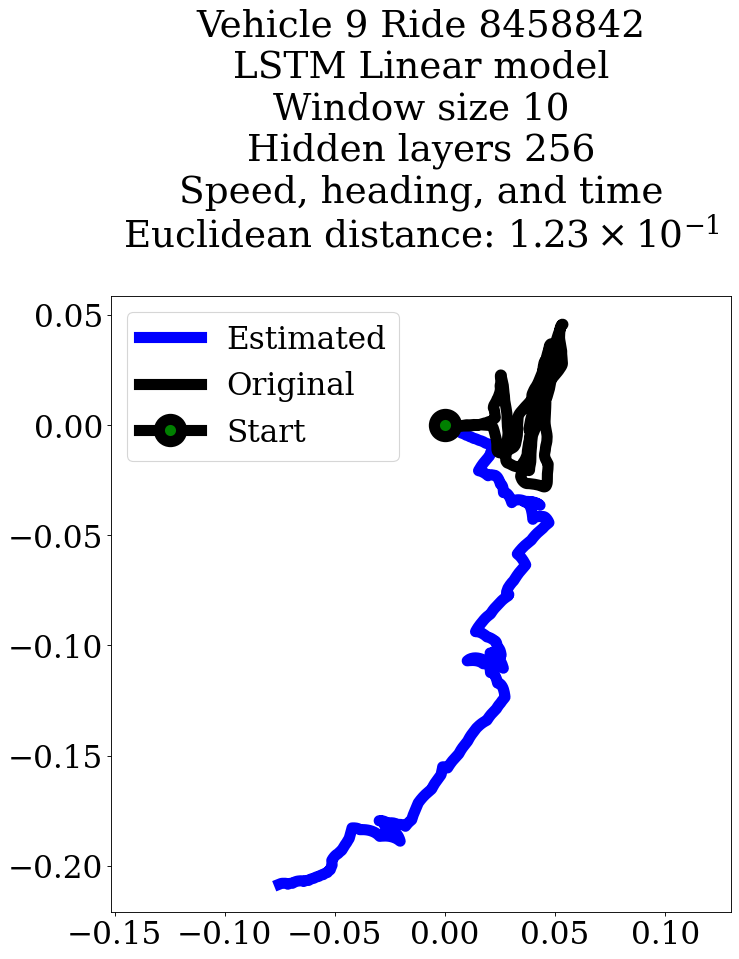 Vehicle 9 Ride 8458842
LSTM Linear model
Window size 10
Hidden layers 256
Speed, heading, and time
Euclidean distance: 1.23 × 10⁻¹
Estimated
Original
Start
0.05
0.00
−0.05
−0.10
−0.15
−0.20
−0.15 −0.10 −0.05 0.00 0.05 0.10